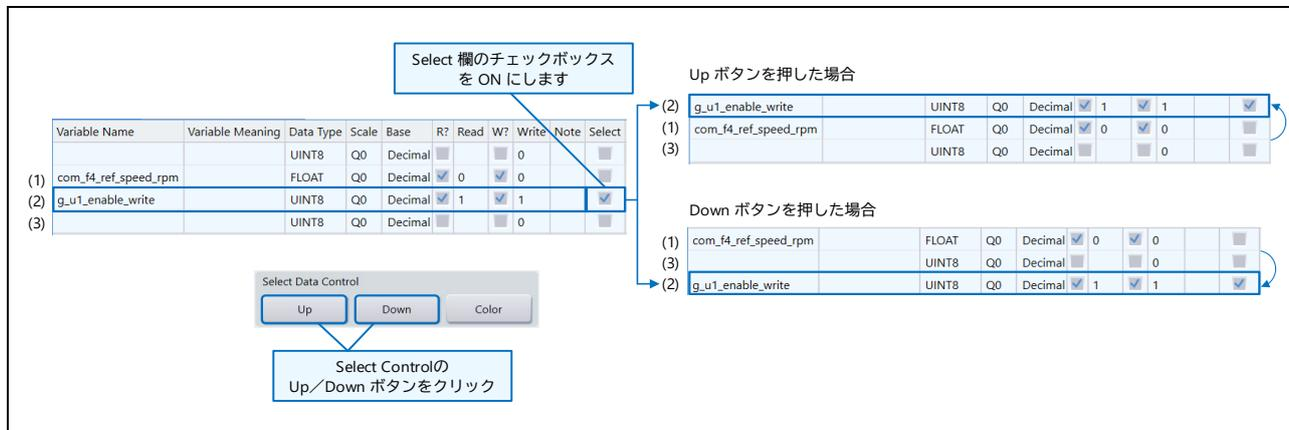 Select 欄のチェックボックス
を ON にします
Variable Name Variable Meaning Data Type Scale Base R? Read W? Write Note Select
UINT8 Q0 Decimal 0
(1) com_f4_ref_speed_rpm FLOAT Q0 Decimal 0 0
(2) g_u1_enable_write UINT8 Q0 Decimal 1 1
(3) UINT8 Q0 Decimal 0
Select Data Control
Up Down Color
Select Controlの
Up／Down ボタンをクリック
Up ボタンを押した場合
(2) g_u1_enable_write UINT8 Q0 Decimal 1 1
(1) com_f4_ref_speed_rpm FLOAT Q0 Decimal 0 0
(3) UINT8 Q0 Decimal 0
Down ボタンを押した場合
(1) com_f4_ref_speed_rpm FLOAT Q0 Decimal 0 0
(3) UINT8 Q0 Decimal 0
(2) g_u1_enable_write UINT8 Q0 Decimal 1 1